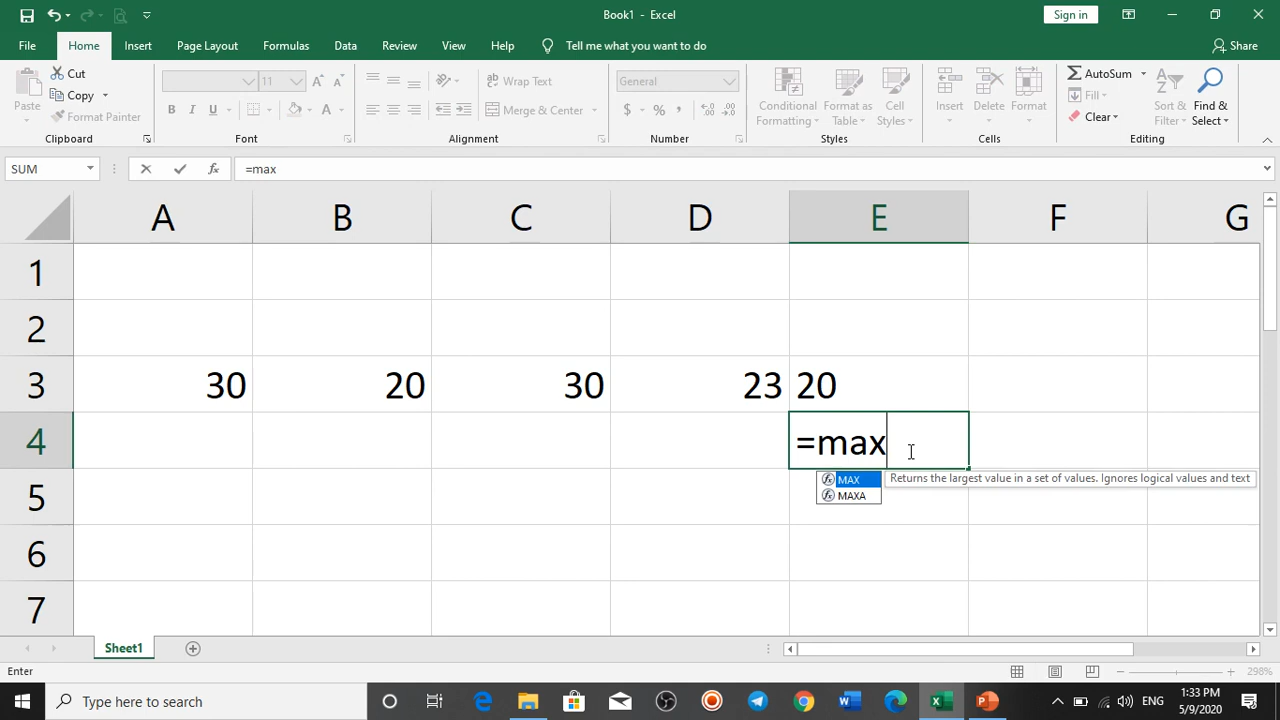 Book1 - Excel
Sign in
File Home Insert Page Layout Formulas Data Review View Help Tell me what you want to do Share
Paste
Cut
Copy
Format Painter
Clipboard
11
B I U
A
Font
ab Wrap Text
Merge & Center
Alignment
General
$ %
Number
Conditional Formatting
Format as Table
Cell Styles
Styles
Insert
Delete
Format
Cells
AutoSum
Fill
Clear
Sort & Filter
Find & Select
Editing
SUM fx =max
A B C D E F G
1
2
3 30 20 30 23 20
4 =max
fx MAX Returns the largest value in a set of values. Ignores logical values and text
fx MAXA
5
6
7
Sheet1
Enter 298%
Type here to search
ENG
1:33 PM
5/9/2020